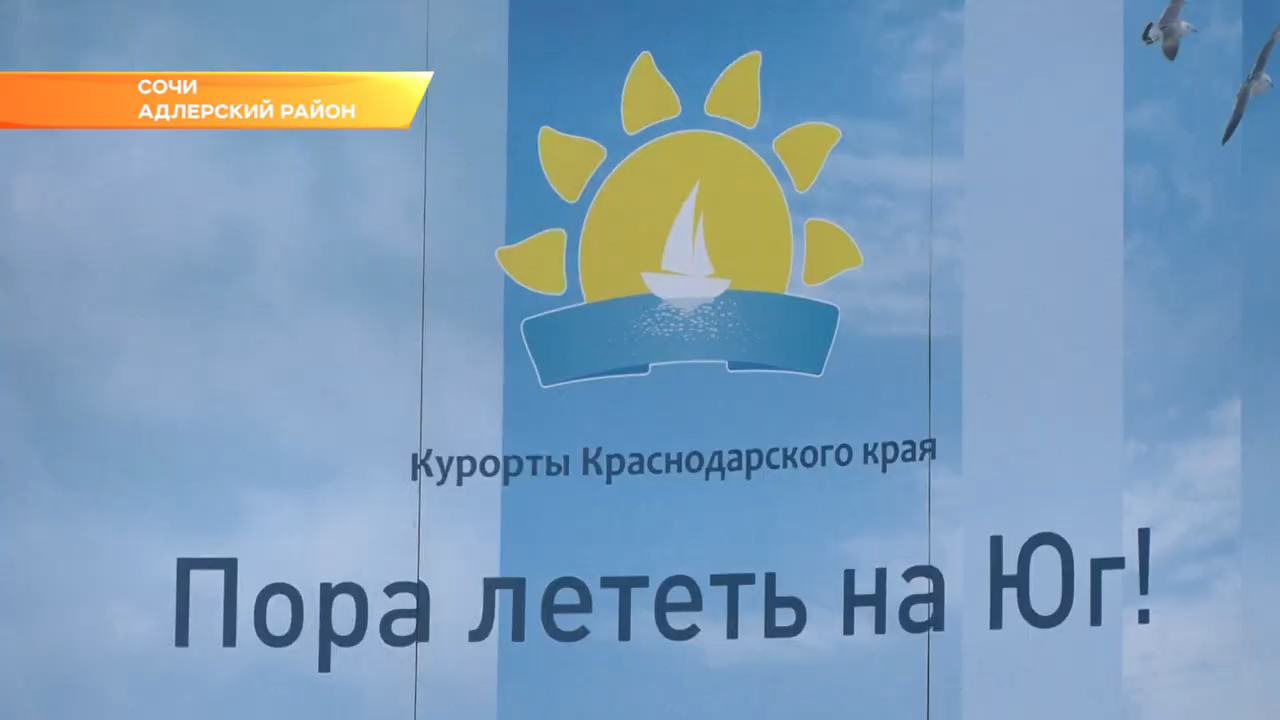 СОЧИ
АДЛЕРСКИЙ РАЙОН
Курорты Краснодарского края
Пора лететь на Юг!